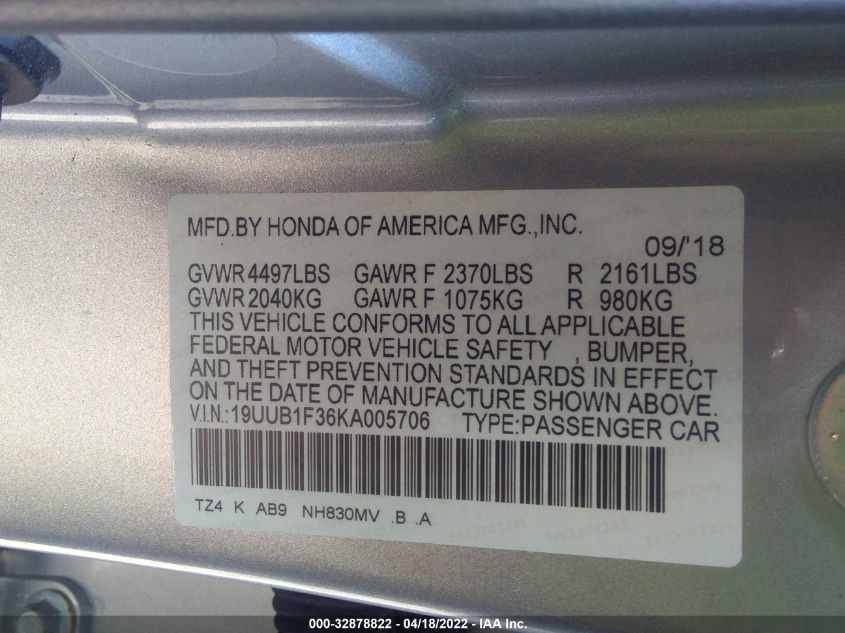 MFD.BY HONDA OF AMERICA MFG.,INC.
09/'18
GVWR 4497LBS GAWR F 2370LBS R 2161LBS
GVWR 2040KG GAWR F 1075KG R 980KG
THIS VEHICLE CONFORMS TO ALL APPLICABLE
FEDERAL MOTOR VEHICLE SAFETY , BUMPER,
AND THEFT PREVENTION STANDARDS IN EFFECT
ON THE DATE OF MANUFACTURE SHOWN ABOVE.
V.I.N.: 19UUB1F36KA005706 TYPE:PASSENGER CAR
TZ4 K AB9 NH830MV .B .A
000-32878822 - 04/18/2022 - IAA Inc.